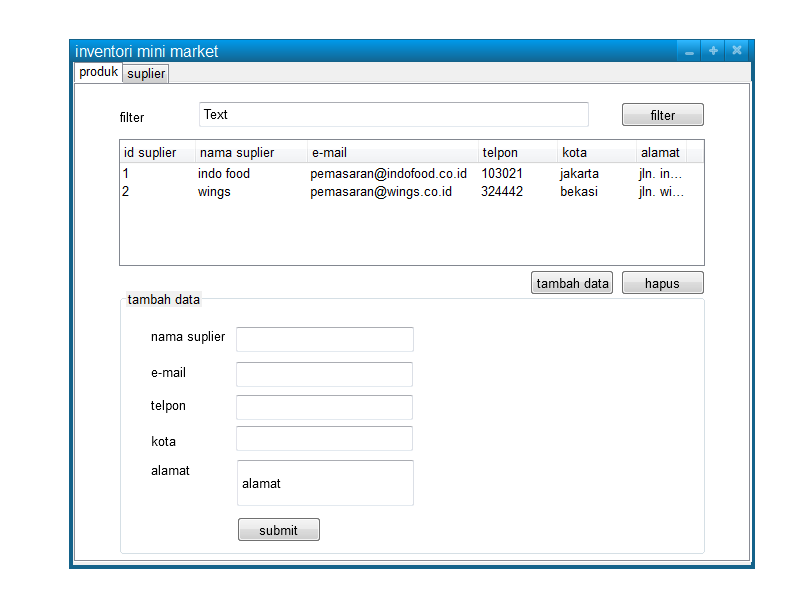 inventori mini market
produk suplier
filter Text filter
id suplier nama suplier e-mail telpon kota alamat
1 indo food pemasaran@indofood.co.id 103021 jakarta jln. in...
2 wings pemasaran@wings.co.id 324442 bekasi jln. wi...
tambah data hapus
tambah data
nama suplier
e-mail
telpon
kota
alamat
alamat
submit